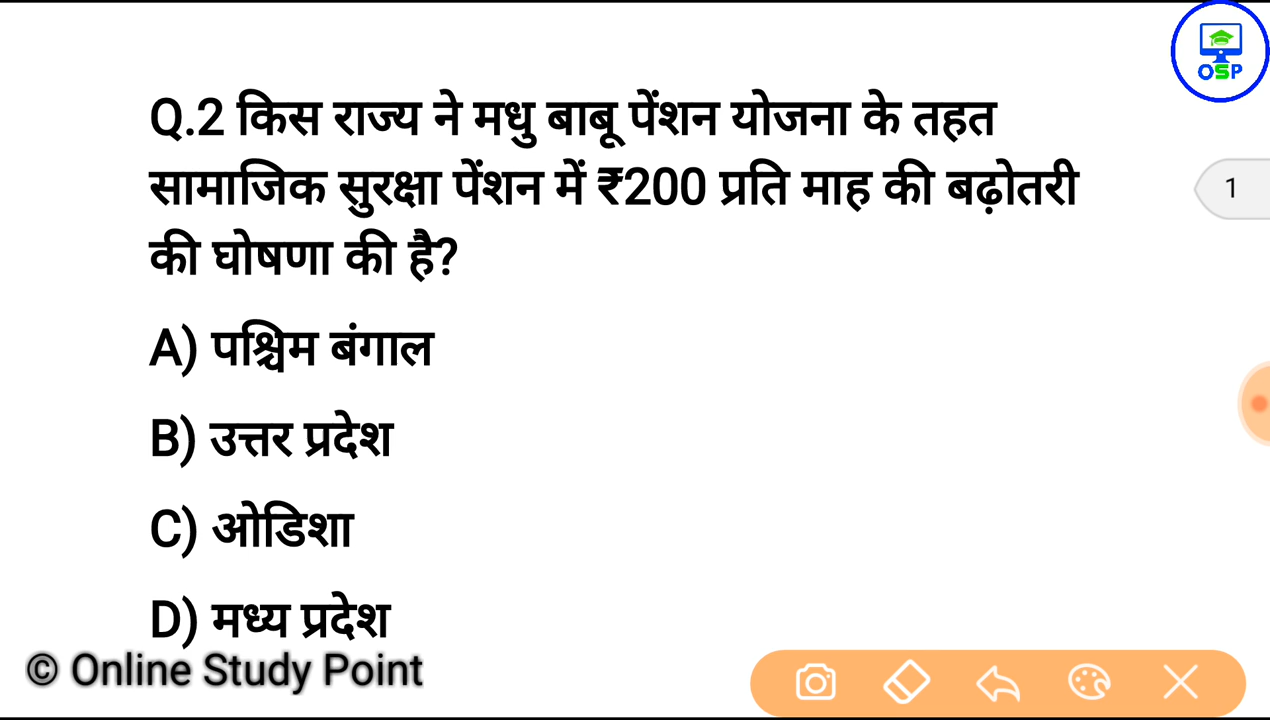 OSP
Q.2 किस राज्य ने मधु बाबू पेंशन योजना के तहत
सामाजिक सुरक्षा पेंशन में ₹200 प्रति माह की बढ़ोतरी
की घोषणा की है?
1
A) पश्चिम बंगाल
B) उत्तर प्रदेश
C) ओडिशा
D) मध्य प्रदेश
© Online Study Point